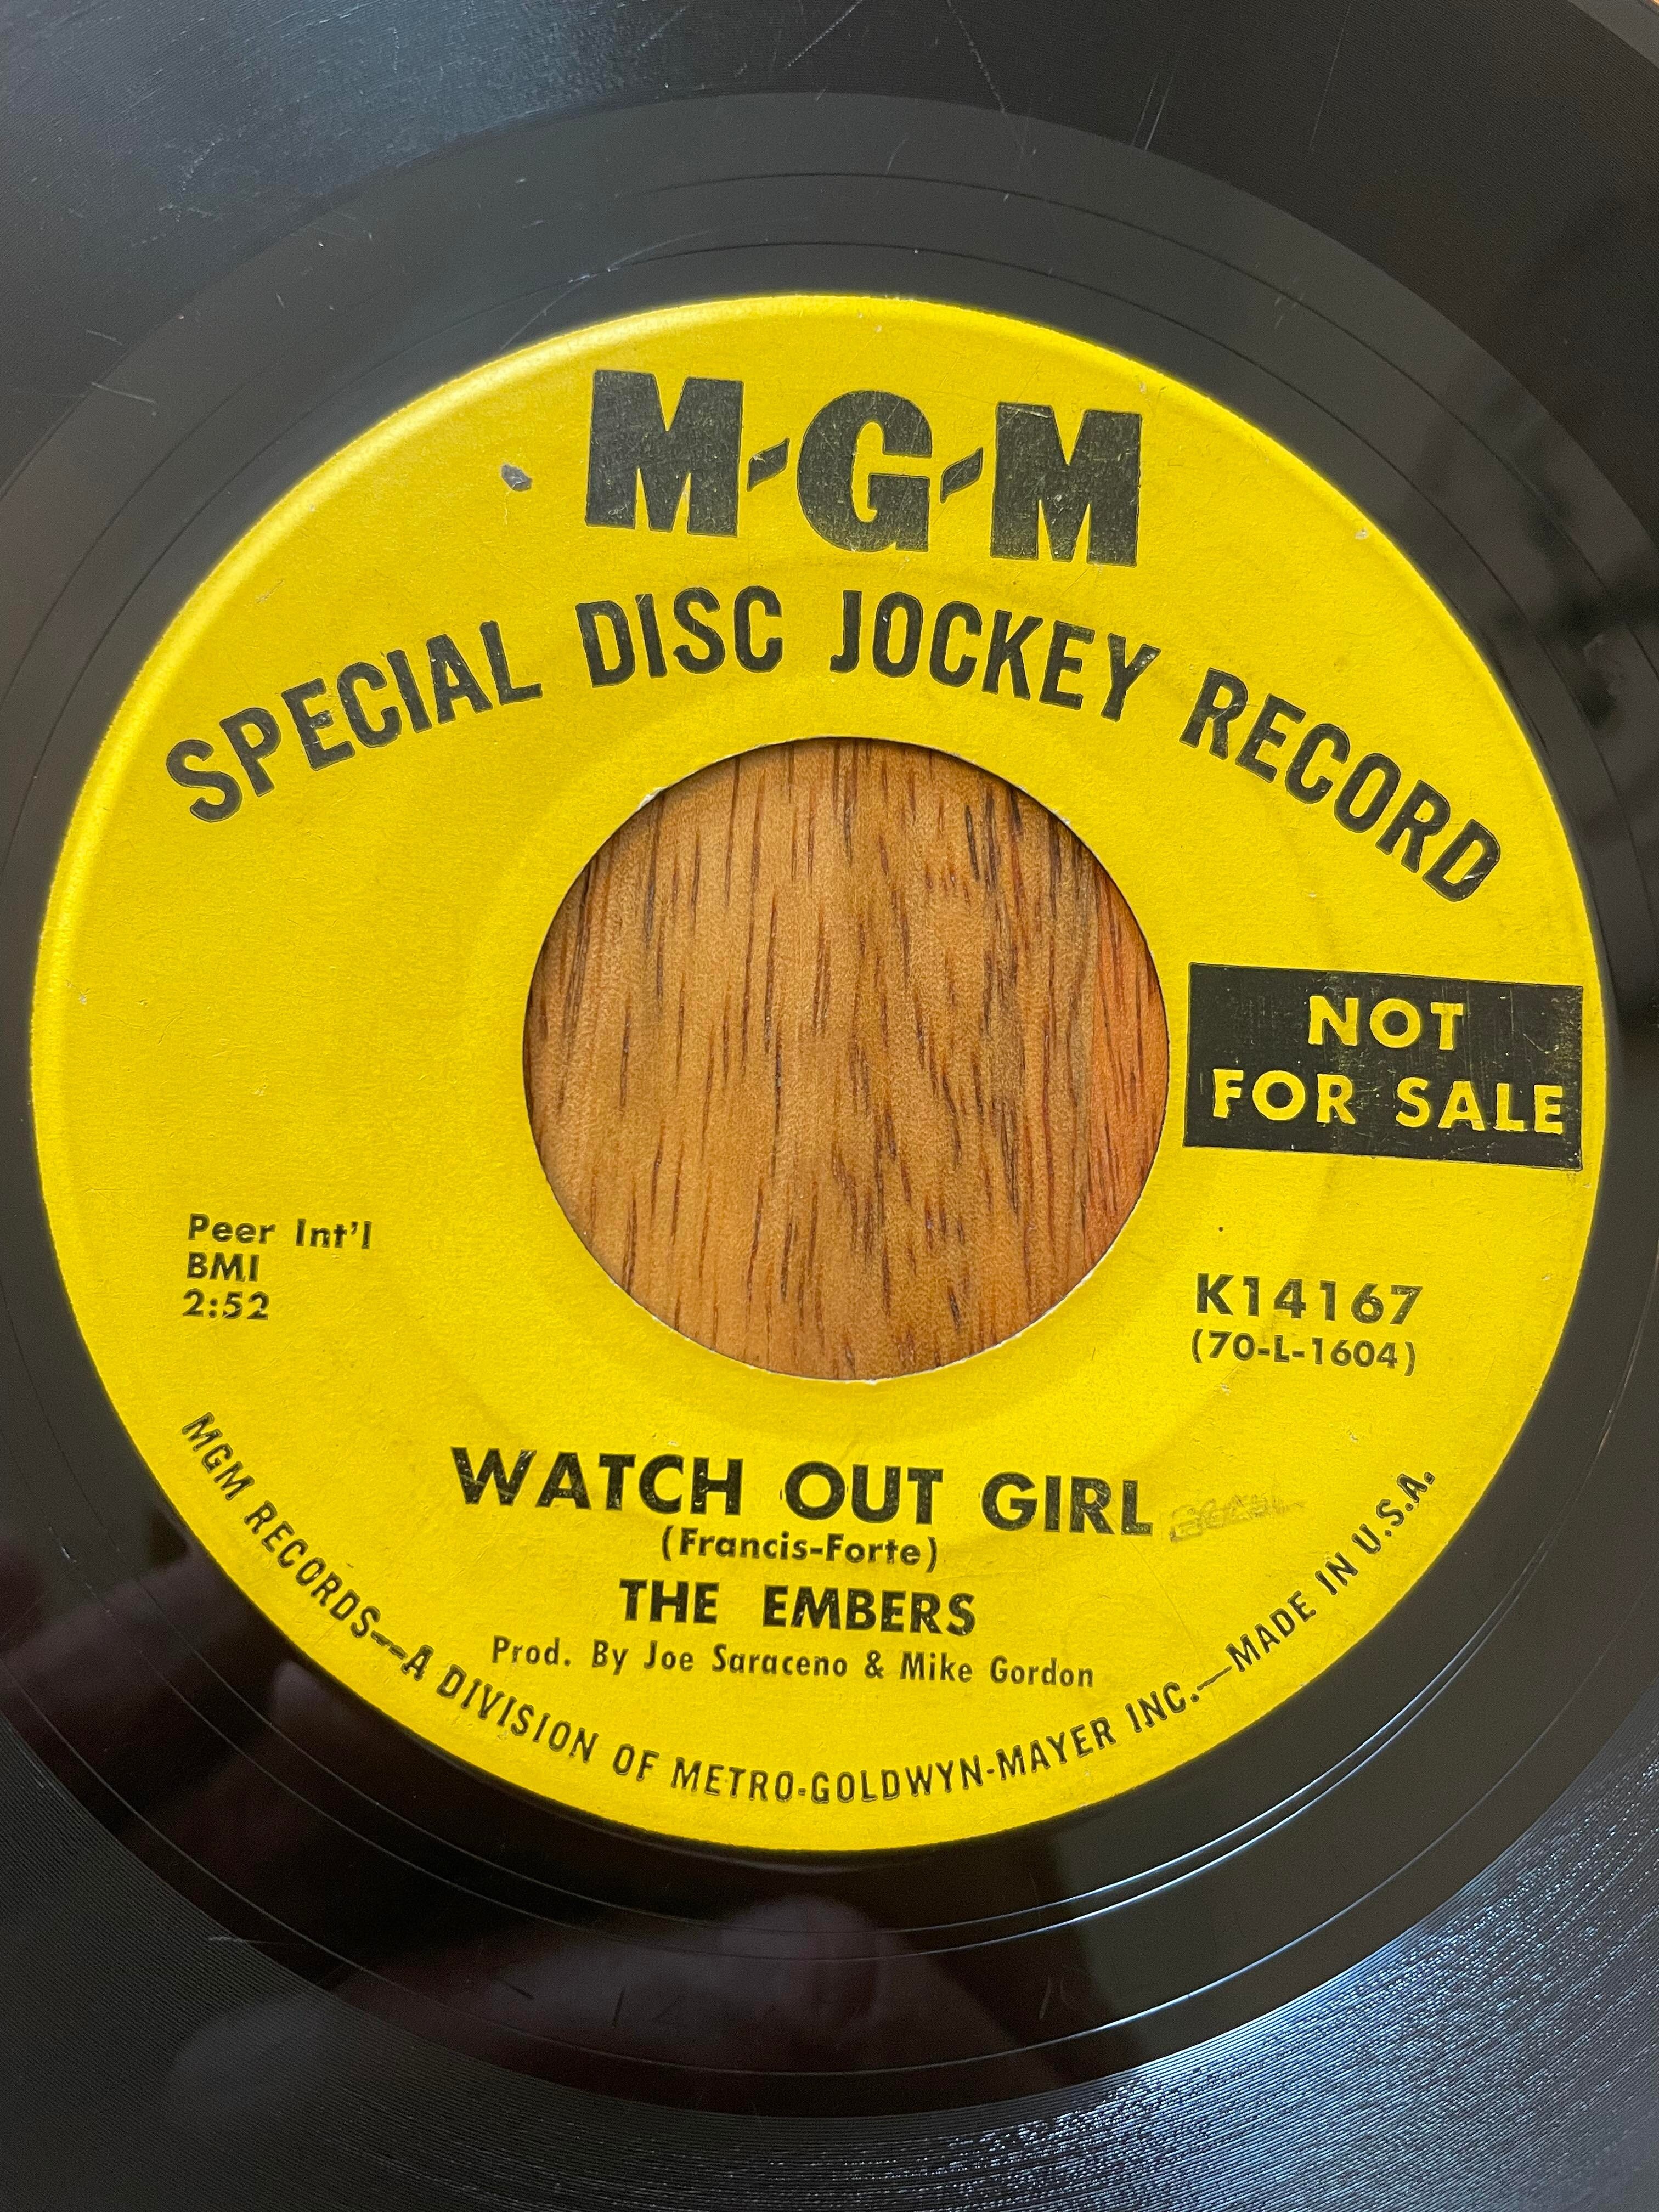 M-G-M
SPECIAL DISC JOCKEY RECORD
NOT
FOR SALE
Peer Int'l
BMI
2:52
K14167
(70-L-1604)
WATCH OUT GIRL
(Francis-Forte)
THE EMBERS
Prod. By Joe Saraceno & Mike Gordon
MGM RECORDS—A DIVISION OF METRO-GOLDWYN-MAYER INC.—MADE IN U.S.A.